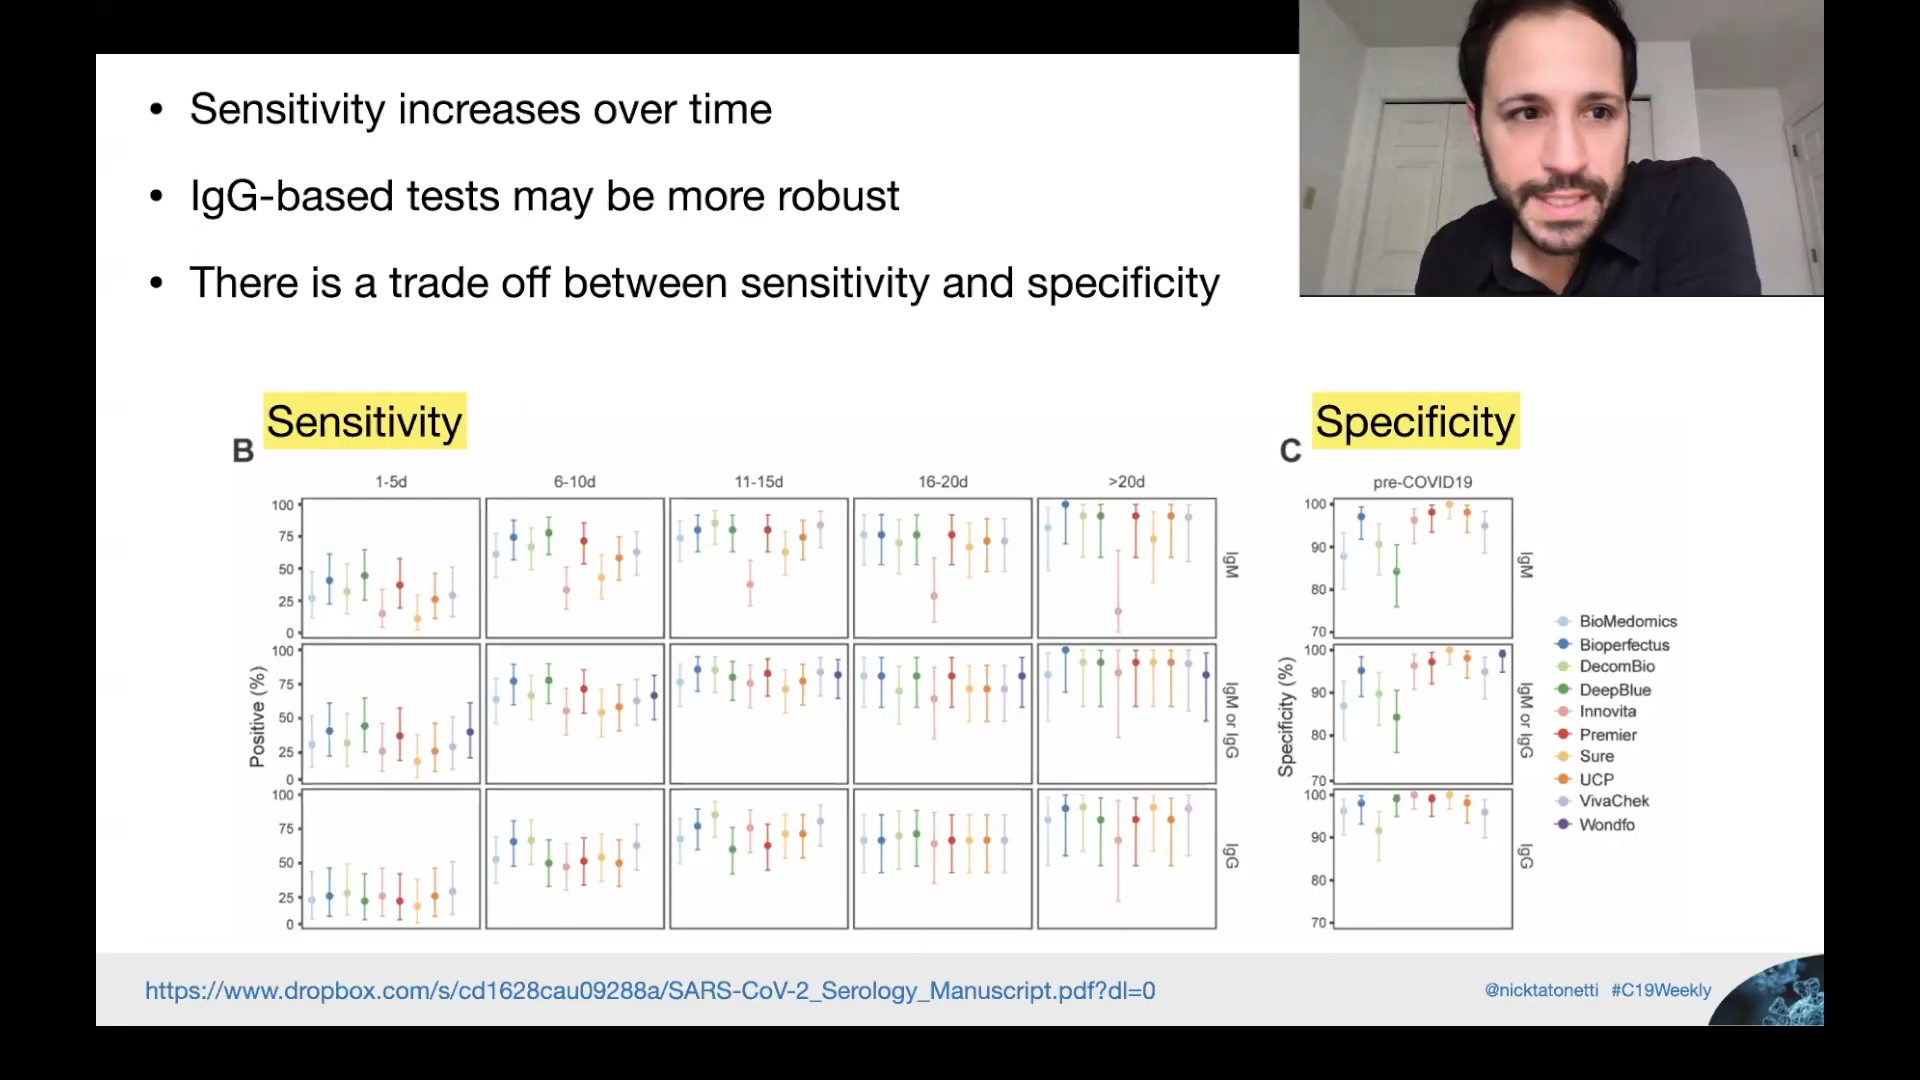 • Sensitivity increases over time
• IgG-based tests may be more robust
• There is a trade off between sensitivity and specificity
Sensitivity
B
1-5d 6-10d 11-15d 16-20d >20d
100
75
50
25
0
IgM
100
75
50
25
0
IgM or IgG
100
75
50
25
0
IgG
Positive (%)
Specificity
C
pre-COVID19
100
90
80
70
IgM
100
90
80
70
IgM or IgG
100
90
80
70
IgG
Specificity (%)
BioMedomics
Bioperfectus
DecomBio
DeepBlue
Innovita
Premier
Sure
UCP
VivaChek
Wondfo
https://www.dropbox.com/s/cd1628cau09288a/SARS-CoV-2_Serology_Manuscript.pdf?dl=0
@nicktatonetti #C19Weekly